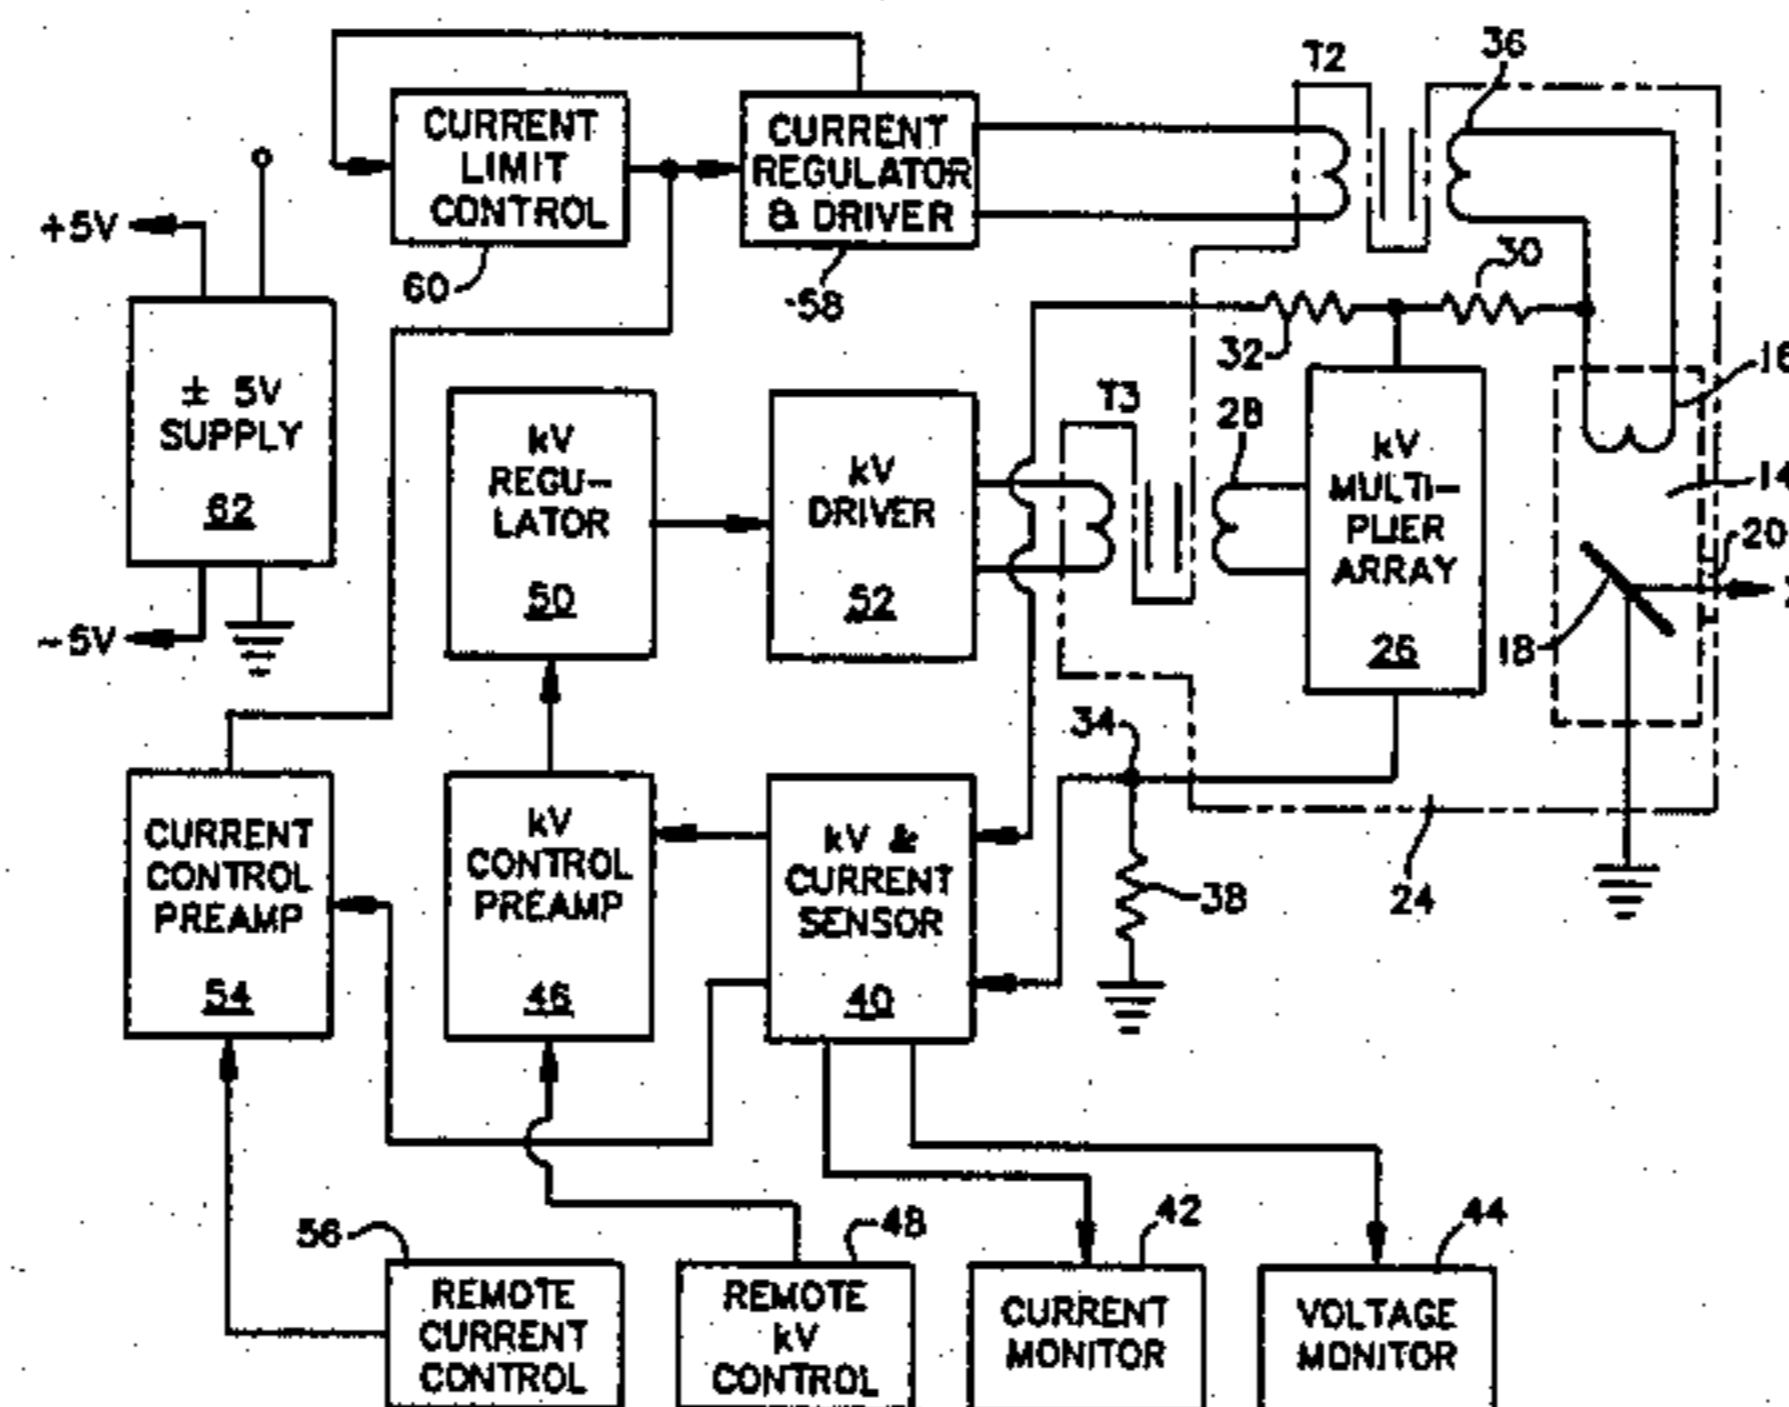 T2
36
CURRENT
LIMIT
CONTROL
60
CURRENT
REGULATOR
& DRIVER
58
+5V
± 5V
SUPPLY
62
-5V
30
32
T3
28
16
14
20
18
kV
REGU-
LATOR
50
kV
DRIVER
52
kV
MULTI-
PLIER
ARRAY
26
34
38
24
CURRENT
CONTROL
PREAMP
54
kV
CONTROL
PREAMP
46
kV &
CURRENT
SENSOR
40
56
REMOTE
CURRENT
CONTROL
48
REMOTE
kV
CONTROL
42
CURRENT
MONITOR
44
VOLTAGE
MONITOR